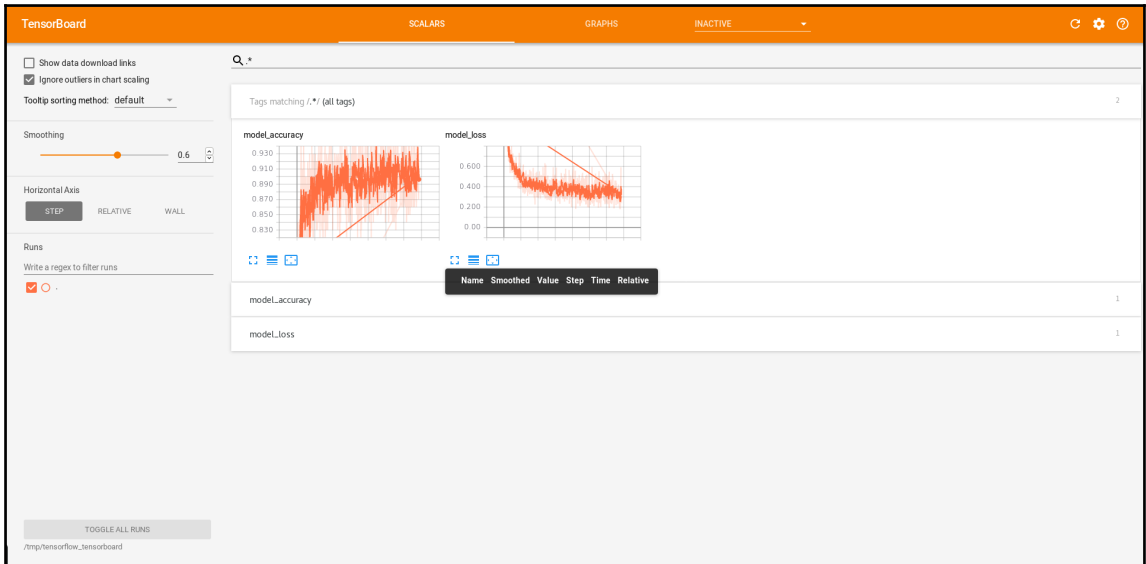 TensorBoard SCALARS GRAPHS INACTIVE
Show data download links
Ignore outliers in chart scaling
Tooltip sorting method: default
Smoothing
0.6
Horizontal Axis
STEP RELATIVE WALL
Runs
Write a regex to filter runs
.
TOGGLE ALL RUNS
/tmp/tensorflow_tensorboard
.*
Tags matching /.*/ (all tags) 2
model_accuracy
0.930
0.910
0.890
0.870
0.850
0.830
model_loss
0.600
0.400
0.200
0.00
Name Smoothed Value Step Time Relative
model_accuracy 1
model_loss 1